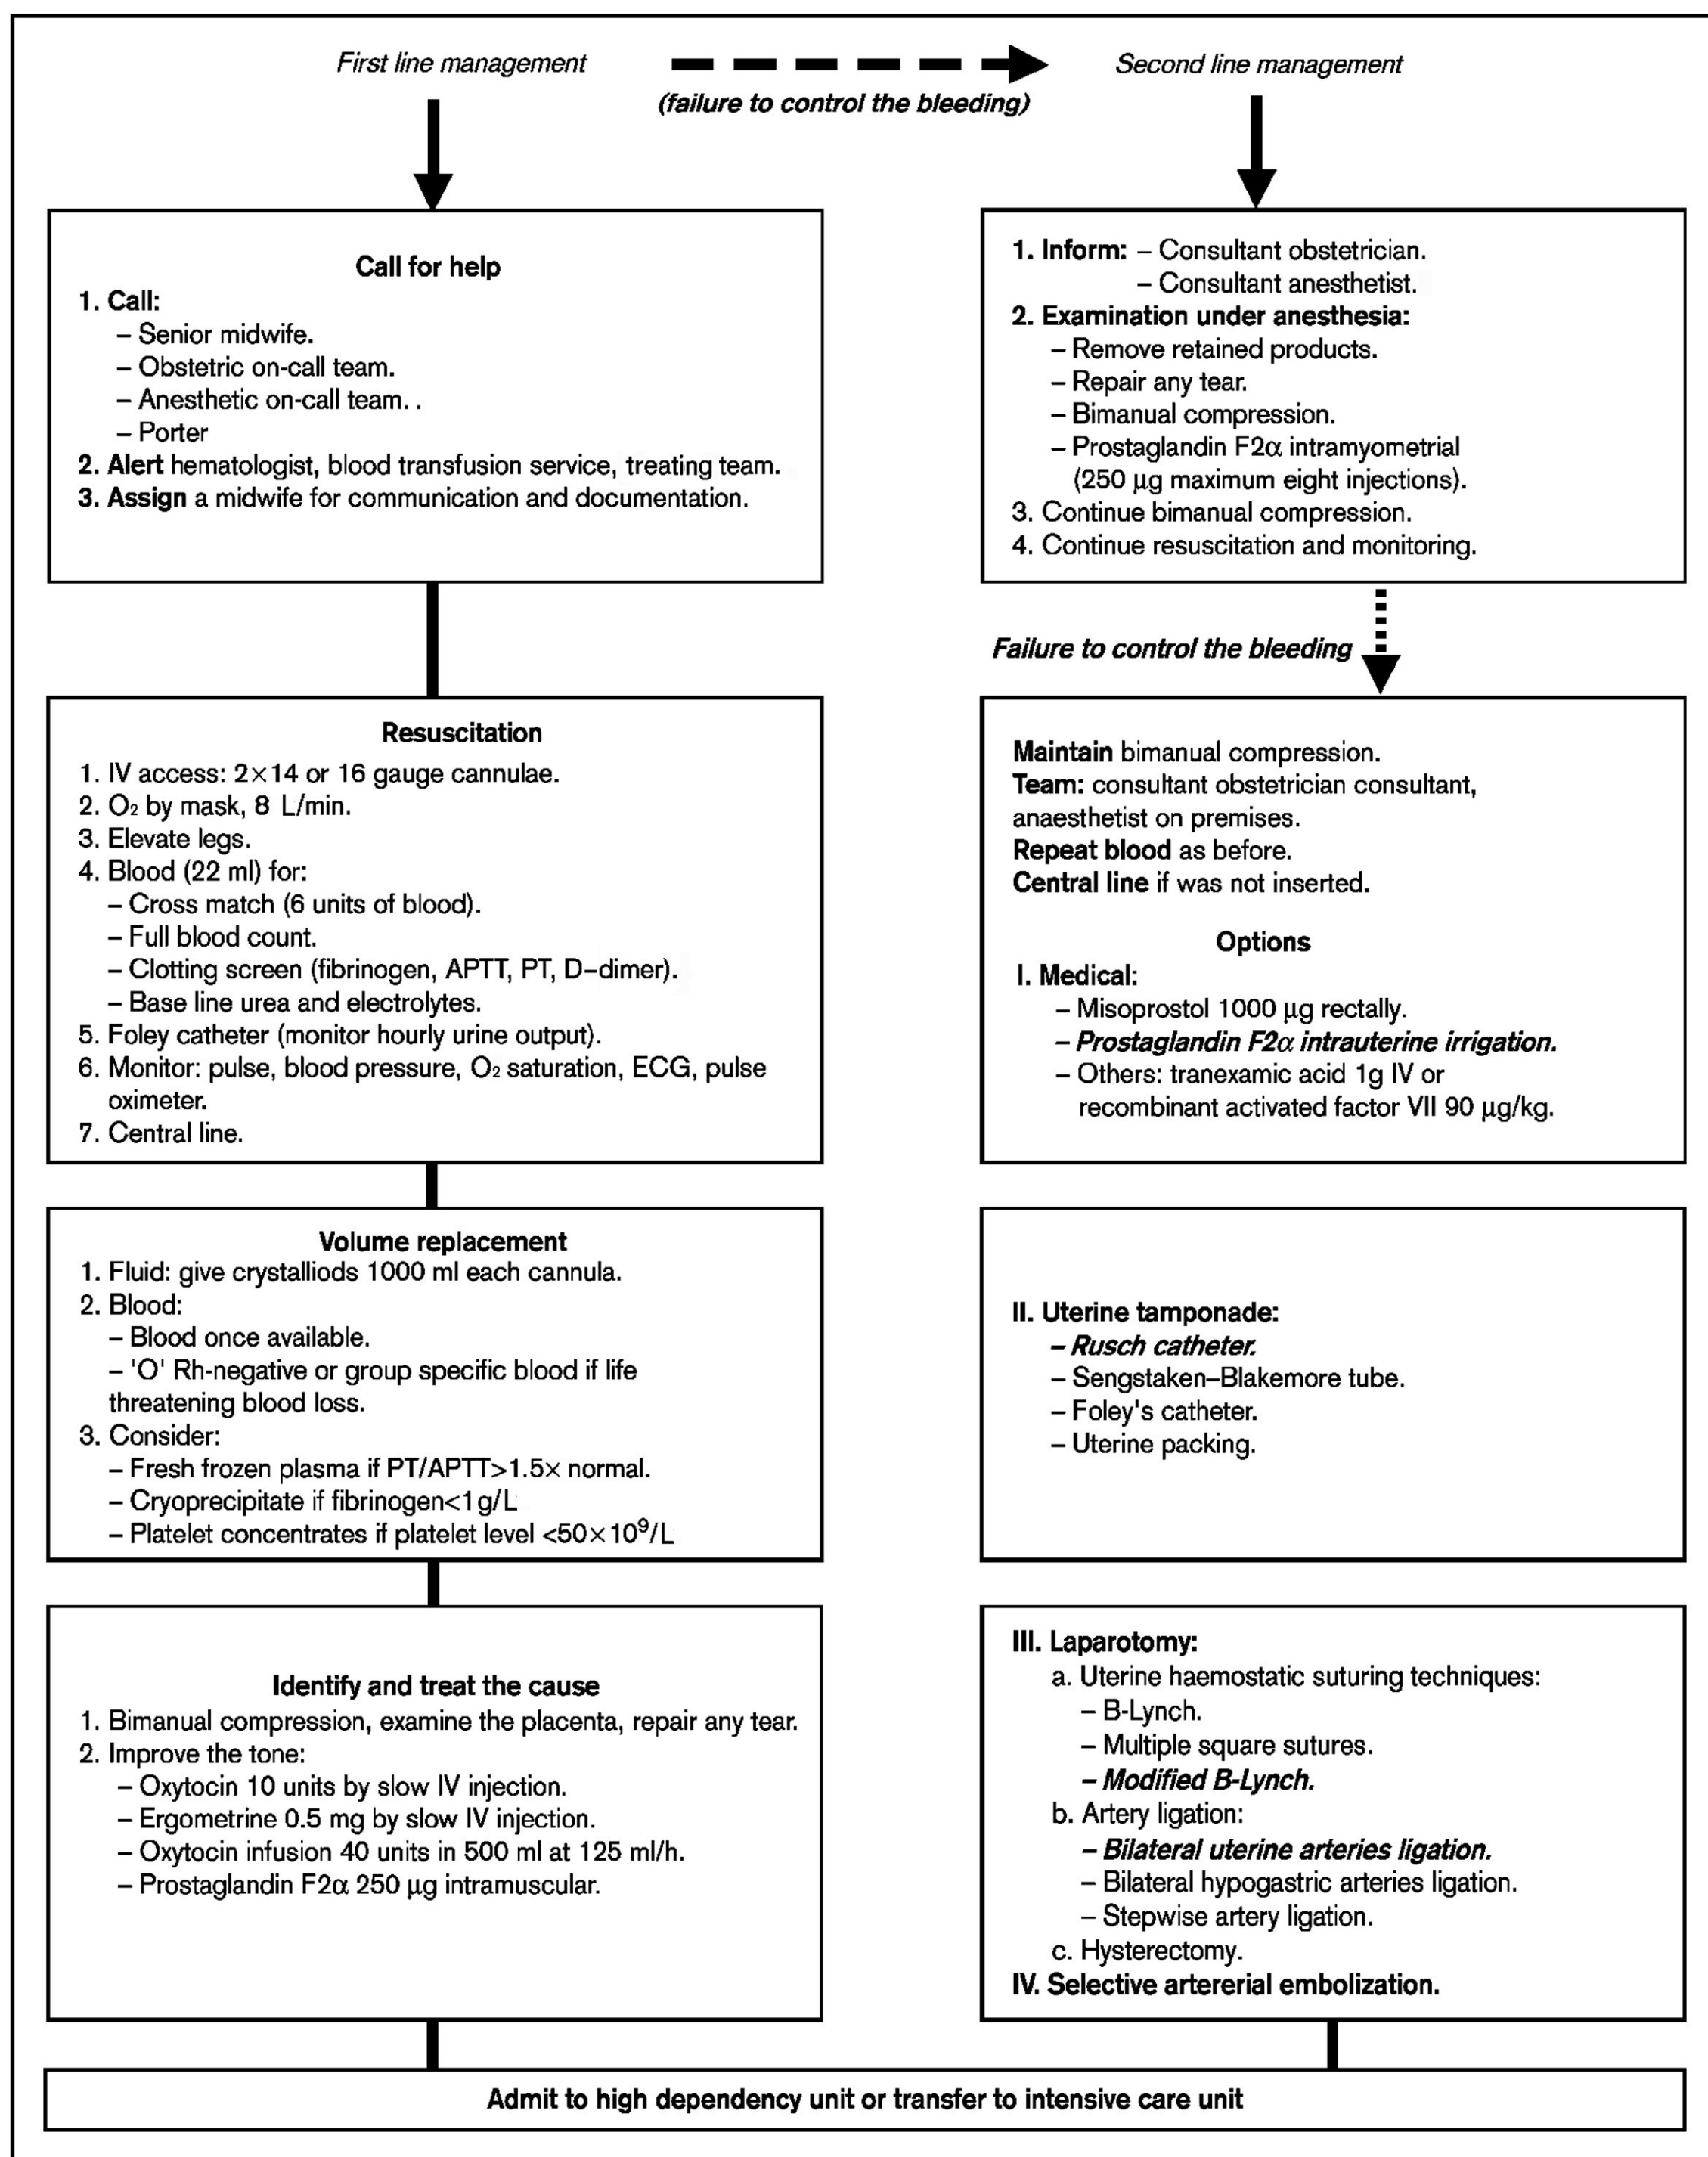 First line management
(failure to control the bleeding)
Second line management
Call for help
1. Call:
– Senior midwife.
– Obstetric on-call team.
– Anesthetic on-call team. .
– Porter
2. Alert hematologist, blood transfusion service, treating team.
3. Assign a midwife for communication and documentation.
Resuscitation
1. IV access: 2×14 or 16 gauge cannulae.
2. O₂ by mask, 8 L/min.
3. Elevate legs.
4. Blood (22 ml) for:
– Cross match (6 units of blood).
– Full blood count.
– Clotting screen (fibrinogen, APTT, PT, D–dimer).
– Base line urea and electrolytes.
5. Foley catheter (monitor hourly urine output).
6. Monitor: pulse, blood pressure, O₂ saturation, ECG, pulse
oximeter.
7. Central line.
Volume replacement
1. Fluid: give crystalliods 1000 ml each cannula.
2. Blood:
– Blood once available.
– 'O' Rh-negative or group specific blood if life
threatening blood loss.
3. Consider:
– Fresh frozen plasma if PT/APTT>1.5× normal.
– Cryoprecipitate if fibrinogen<1g/L
– Platelet concentrates if platelet level <50×10⁹/L
Identify and treat the cause
1. Bimanual compression, examine the placenta, repair any tear.
2. Improve the tone:
– Oxytocin 10 units by slow IV injection.
– Ergometrine 0.5 mg by slow IV injection.
– Oxytocin infusion 40 units in 500 ml at 125 ml/h.
– Prostaglandin F2α 250 µg intramuscular.
1. Inform: – Consultant obstetrician.
– Consultant anesthetist.
2. Examination under anesthesia:
– Remove retained products.
– Repair any tear.
– Bimanual compression.
– Prostaglandin F2α intramyometrial
(250 µg maximum eight injections).
3. Continue bimanual compression.
4. Continue resuscitation and monitoring.
Failure to control the bleeding
Maintain bimanual compression.
Team: consultant obstetrician consultant,
anaesthetist on premises.
Repeat blood as before.
Central line if was not inserted.
Options
I. Medical:
– Misoprostol 1000 µg rectally.
– Prostaglandin F2α intrauterine irrigation.
– Others: tranexamic acid 1g IV or
recombinant activated factor VII 90 µg/kg.
II. Uterine tamponade:
– Rusch catheter.
– Sengstaken–Blakemore tube.
– Foley's catheter.
– Uterine packing.
III. Laparotomy:
a. Uterine haemostatic suturing techniques:
– B-Lynch.
– Multiple square sutures.
– Modified B-Lynch.
b. Artery ligation:
– Bilateral uterine arteries ligation.
– Bilateral hypogastric arteries ligation.
– Stepwise artery ligation.
c. Hysterectomy.
IV. Selective artererial embolization.
Admit to high dependency unit or transfer to intensive care unit